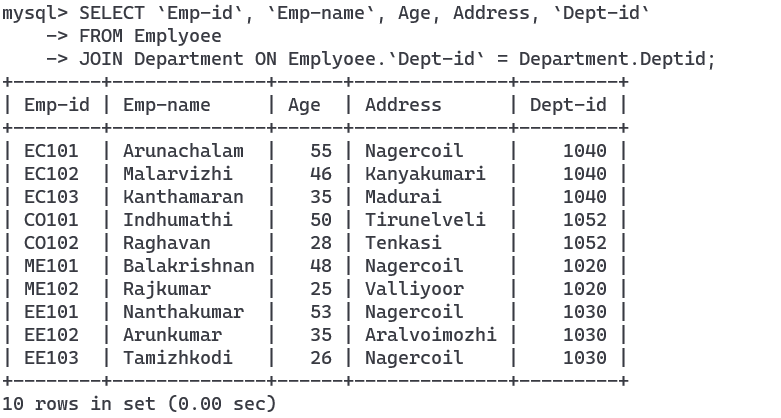 mysql> SELECT `Emp-id`, `Emp-name`, Age, Address, `Dept-id`
    -> FROM Emplyoee
    -> JOIN Department ON Emplyoee.`Dept-id` = Department.Deptid;
+--------+--------------+------+---------------+---------+
| Emp-id | Emp-name     | Age  | Address       | Dept-id |
+--------+--------------+------+---------------+---------+
| EC101  | Arunachalam  |   55 | Nagercoil     |    1040 |
| EC102  | Malarvizhi   |   46 | Kanyakumari   |    1040 |
| EC103  | Kanthamaran  |   35 | Madurai       |    1040 |
| CO101  | Indhumathi   |   50 | Tirunelveli   |    1052 |
| CO102  | Raghavan     |   28 | Tenkasi       |    1052 |
| ME101  | Balakrishnan |   48 | Nagercoil     |    1020 |
| ME102  | Rajkumar     |   25 | Valliyoor     |    1020 |
| EE101  | Nanthakumar  |   53 | Nagercoil     |    1030 |
| EE102  | Arunkumar    |   35 | Aralvoimozhi  |    1030 |
| EE103  | Tamizhkodi   |   26 | Nagercoil     |    1030 |
+--------+--------------+------+---------------+---------+
10 rows in set (0.00 sec)